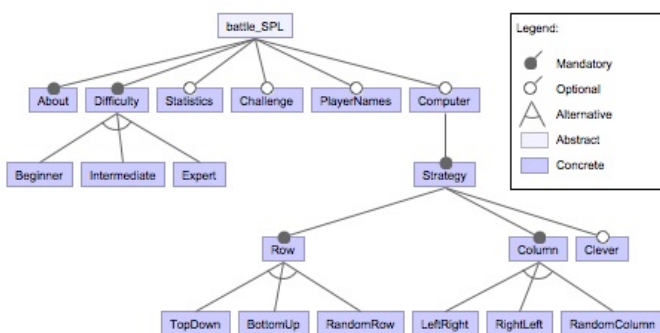 battle_SPL
Legend:
Mandatory
Optional
Alternative
Abstract
Concrete
About
Difficulty
Statistics
Challenge
PlayerNames
Computer
Beginner
Intermediate
Expert
Strategy
Row
Column
Clever
TopDown
BottomUp
RandomRow
LeftRight
RightLeft
RandomColumn